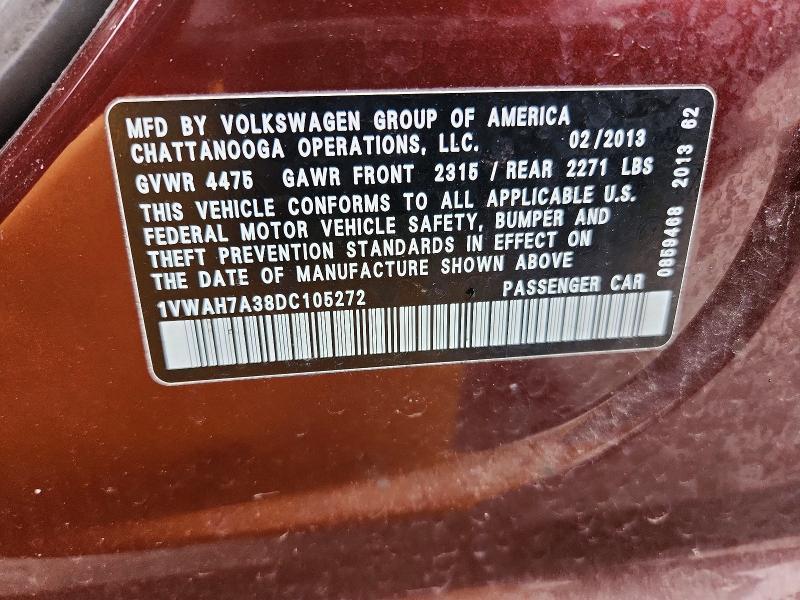 MFD BY VOLKSWAGEN GROUP OF AMERICA
CHATTANOOGA OPERATIONS, LLC. 02/2013
GVWR 4475 GAWR FRONT 2315 / REAR 2271 LBS
THIS VEHICLE CONFORMS TO ALL APPLICABLE U.S.
FEDERAL MOTOR VEHICLE SAFETY, BUMPER AND
THEFT PREVENTION STANDARDS IN EFFECT ON
THE DATE OF MANUFACTURE SHOWN ABOVE
1VWAH7A38DC105272 PASSENGER CAR
0859468 2013 62